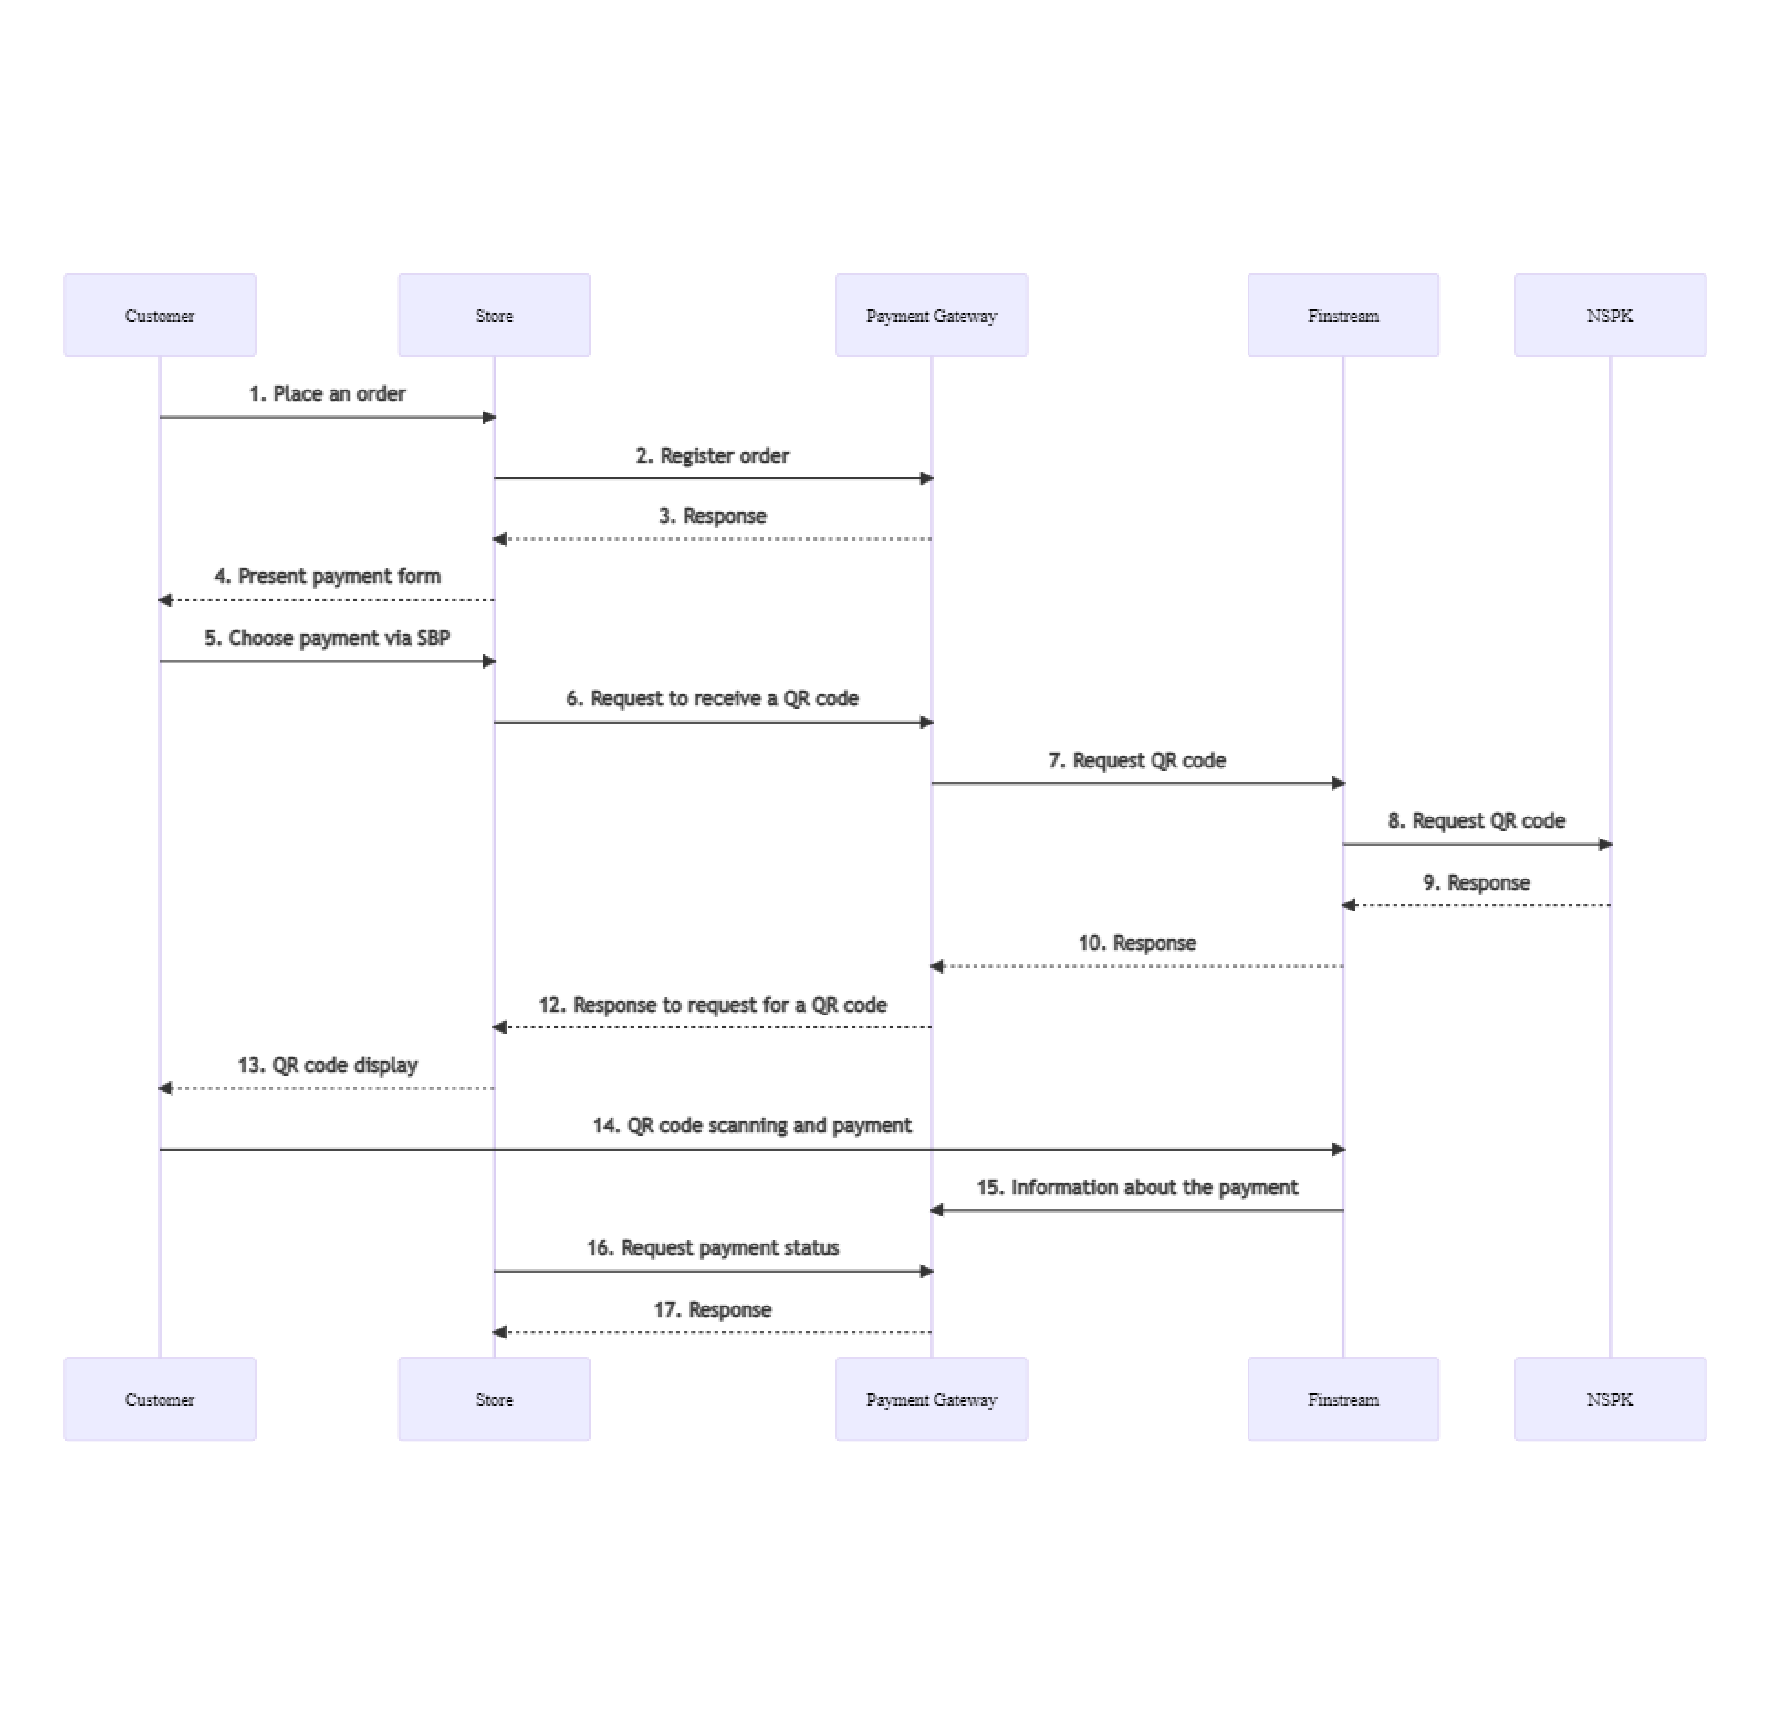 Customer
Store
Payment Gateway
Finstream
NSPK
1. Place an order
2. Register order
3. Response
4. Present payment form
5. Choose payment via SBP
6. Request to receive a QR code
7. Request QR code
8. Request QR code
9. Response
10. Response
12. Response to request for a QR code
13. QR code display
14. QR code scanning and payment
15. Information about the payment
16. Request payment status
17. Response
Customer
Store
Payment Gateway
Finstream
NSPK